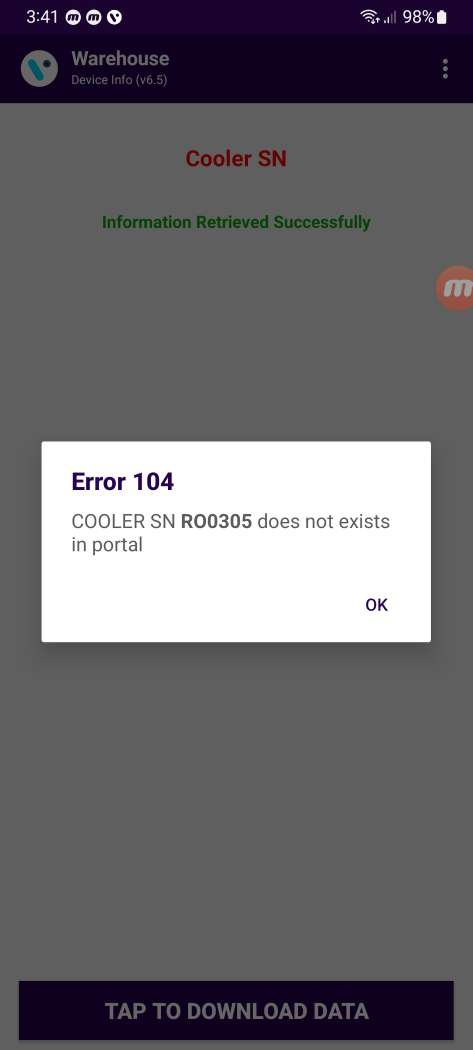 3:41 98%
Warehouse
Device Info (v6.5)
Cooler SN
Information Retrieved Successfully
Error 104
COOLER SN RO0305 does not exists
in portal
OK
TAP TO DOWNLOAD DATA